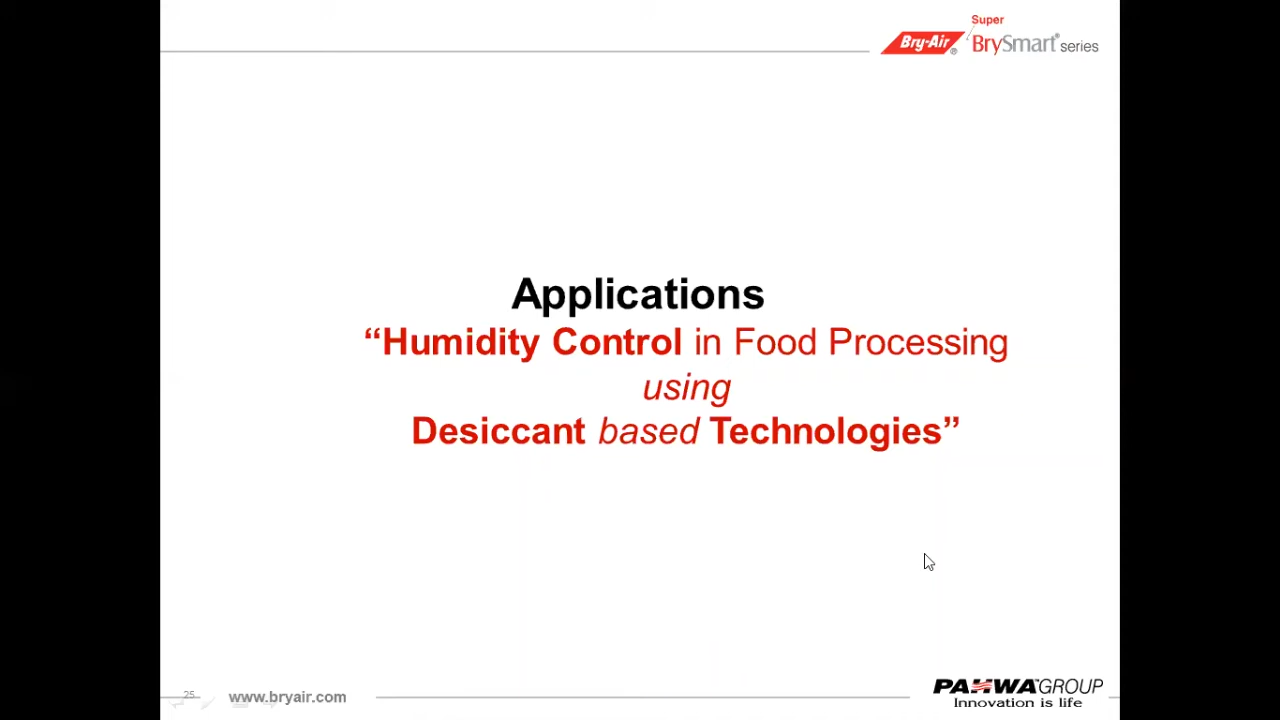 Super
Bry-Air® BrySmart® series
Applications
“Humidity Control in Food Processing
using
Desiccant based Technologies”
25
www.bryair.com
PAHWA GROUP
Innovation is life